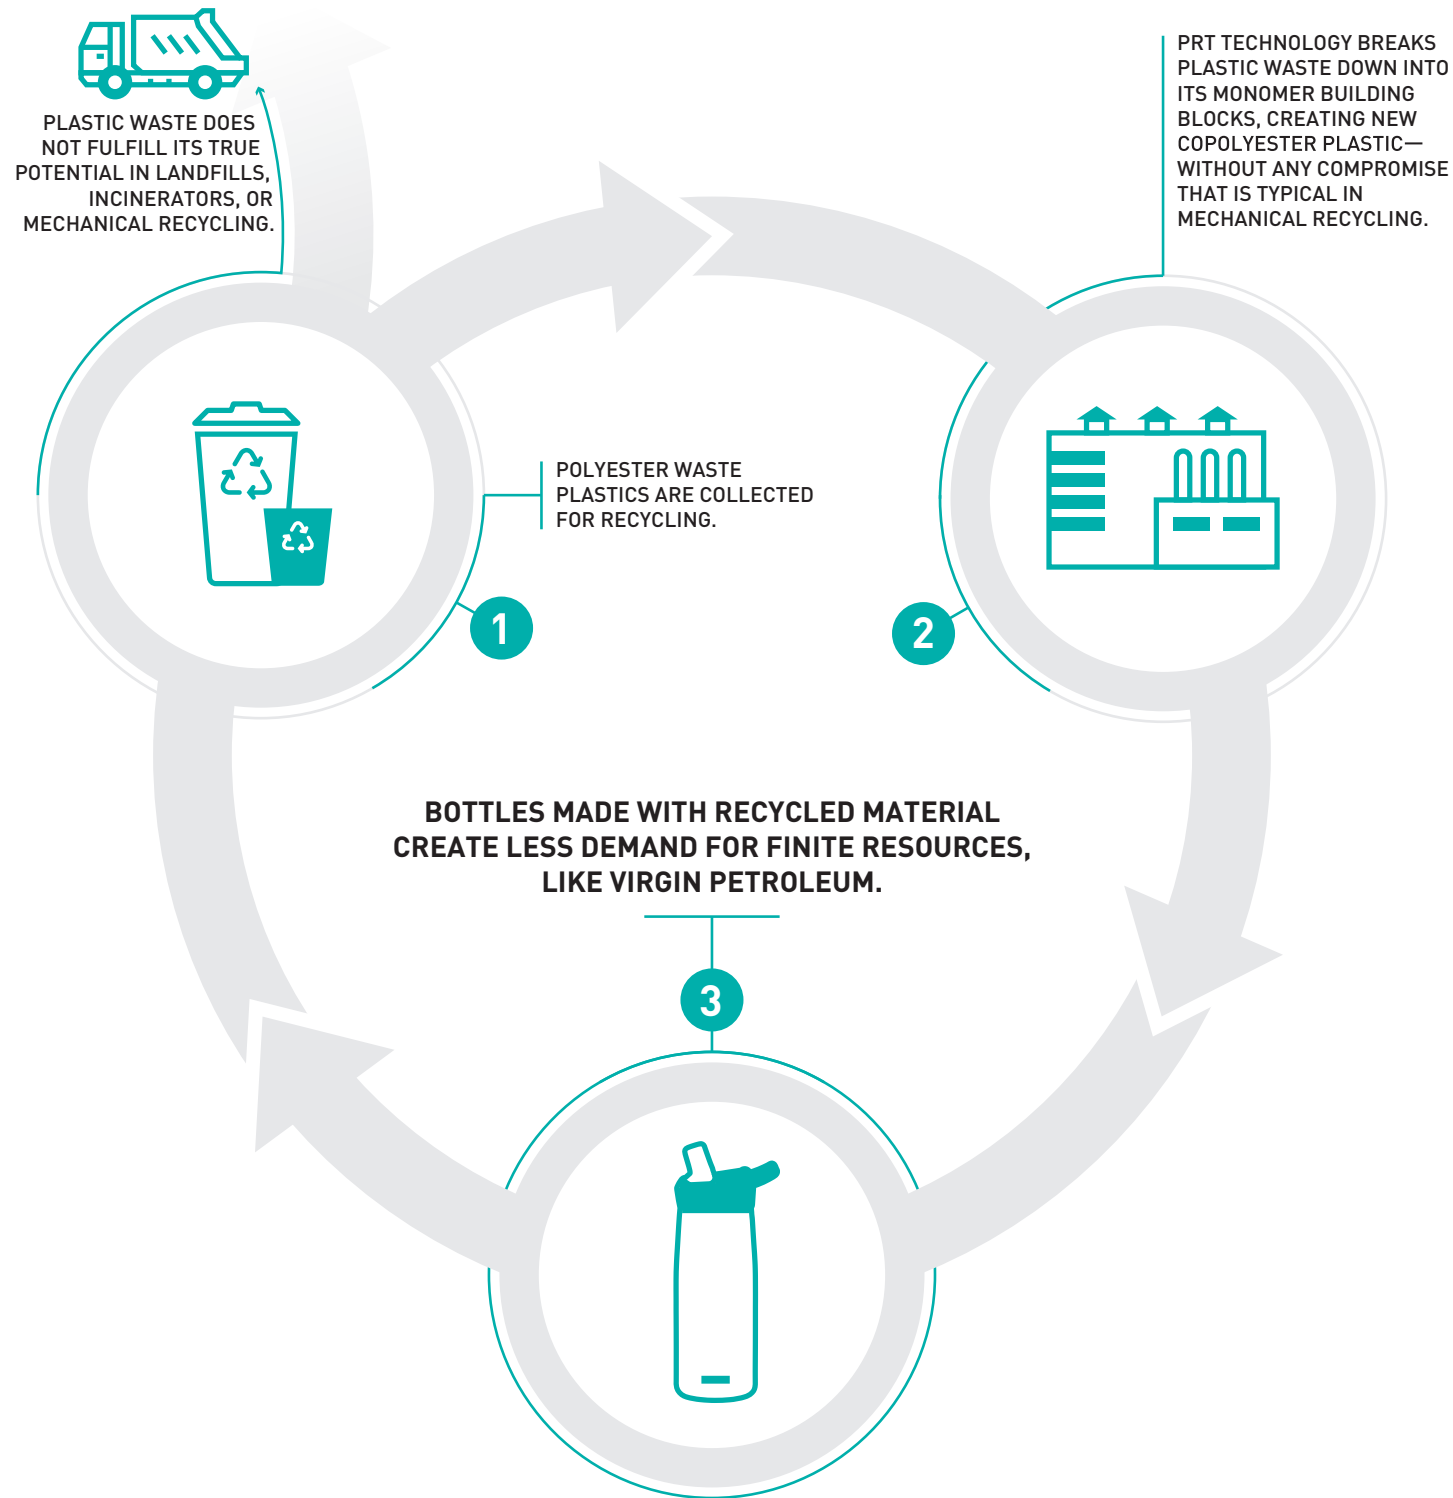 PLASTIC WASTE DOES
NOT FULFILL ITS TRUE
POTENTIAL IN LANDFILLS,
INCINERATORS, OR
MECHANICAL RECYCLING.
PRT TECHNOLOGY BREAKS
PLASTIC WASTE DOWN INTO
ITS MONOMER BUILDING
BLOCKS, CREATING NEW
COPOLYESTER PLASTIC—
WITHOUT ANY COMPROMISE
THAT IS TYPICAL IN
MECHANICAL RECYCLING.
POLYESTER WASTE
PLASTICS ARE COLLECTED
FOR RECYCLING.
1
2
BOTTLES MADE WITH RECYCLED MATERIAL
CREATE LESS DEMAND FOR FINITE RESOURCES,
LIKE VIRGIN PETROLEUM.
3